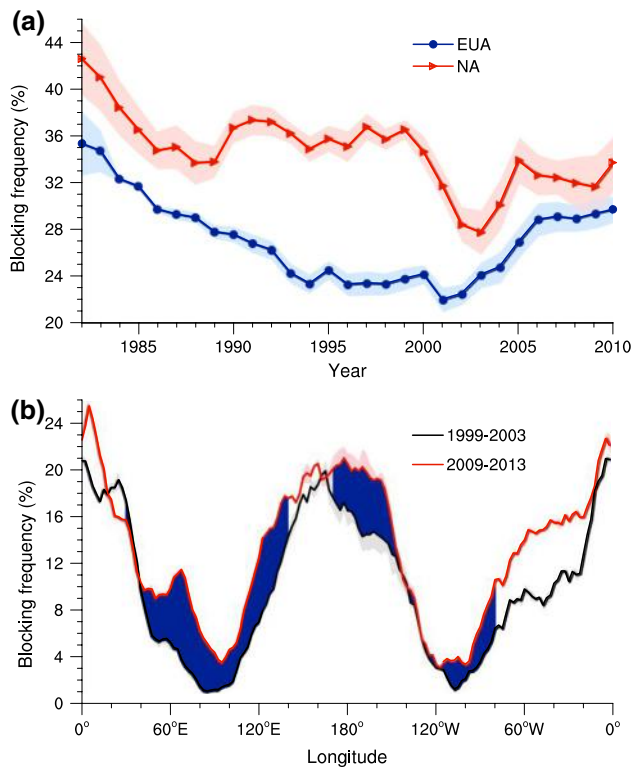 (a)
Blocking frequency (%)
44
40
36
32
28
24
20
EUA
NA
1985
1990
1995
2000
2005
2010
Year
(b)
Blocking frequency (%)
24
20
16
12
8
4
0
1999-2003
2009-2013
0°
60°E
120°E
180°
120°W
60°W
0°
Longitude